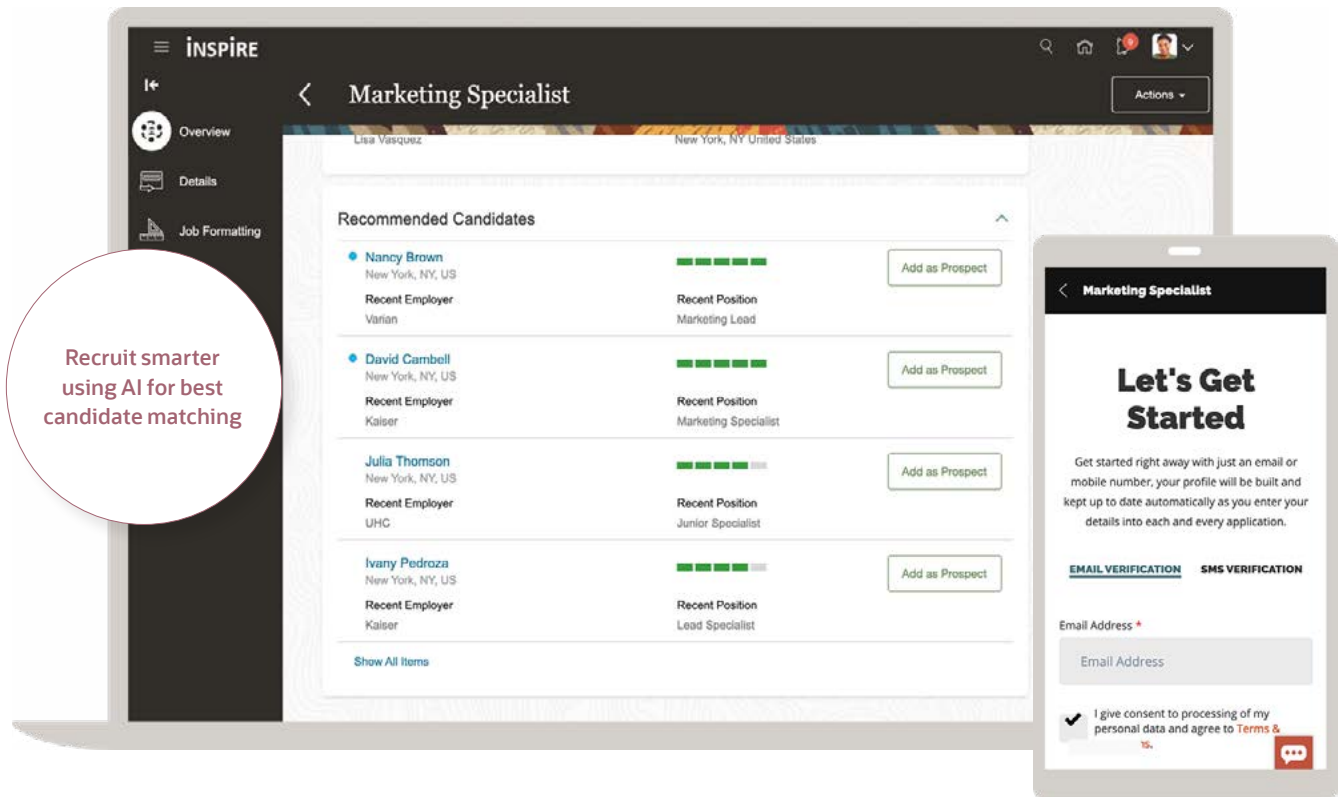 iNSPiRE
9
Marketing Specialist
Actions
Overview
Details
Job Formatting
Lisa Vasquez
New York, NY United States
Recommended Candidates
Nancy Brown
New York, NY, US
Add as Prospect
Recent Employer
Recent Position
Varian
Marketing Lead
David Cambell
New York, NY, US
Add as Prospect
Recent Employer
Recent Position
Kaiser
Marketing Specialist
Julia Thomson
New York, NY, US
Add as Prospect
Recent Employer
Recent Position
UHC
Junior Specialist
Ivany Pedroza
New York, NY, US
Add as Prospect
Recent Employer
Recent Position
Kaiser
Lead Specialist
Show All Items
Recruit smarter
using AI for best
candidate matching
Marketing Specialist
Let's Get
Started
Get started right away with just an email or
mobile number, your profile will be built and
kept up to date automatically as you enter your
details into each and every application.
EMAIL VERIFICATION SMS VERIFICATION
Email Address *
Email Address
I give consent to processing of my
personal data and agree to Terms &